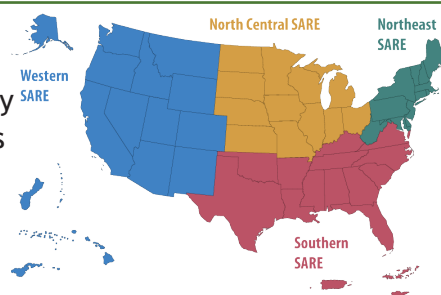 North Central SARE
Northeast
SARE
Western
SARE
y
s
Southern
SARE